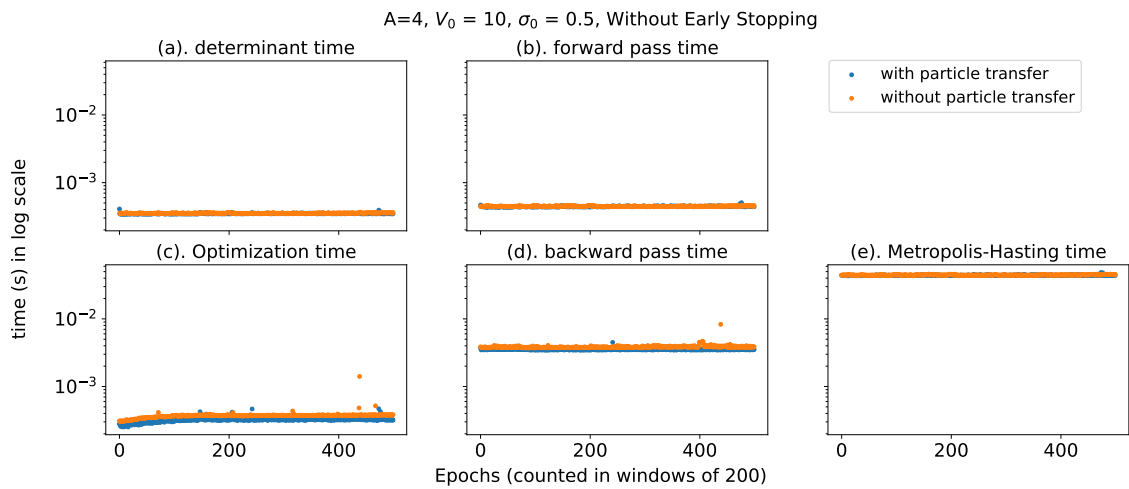 A=4, V₀ = 10, σ₀ = 0.5, Without Early Stopping
(a). determinant time
(b). forward pass time
with particle transfer
without particle transfer
10⁻²
10⁻³
time (s) in log scale
(c). Optimization time
(d). backward pass time
(e). Metropolis-Hasting time
10⁻²
10⁻³
0 200 400
0 200 400
0 200 400
Epochs (counted in windows of 200)